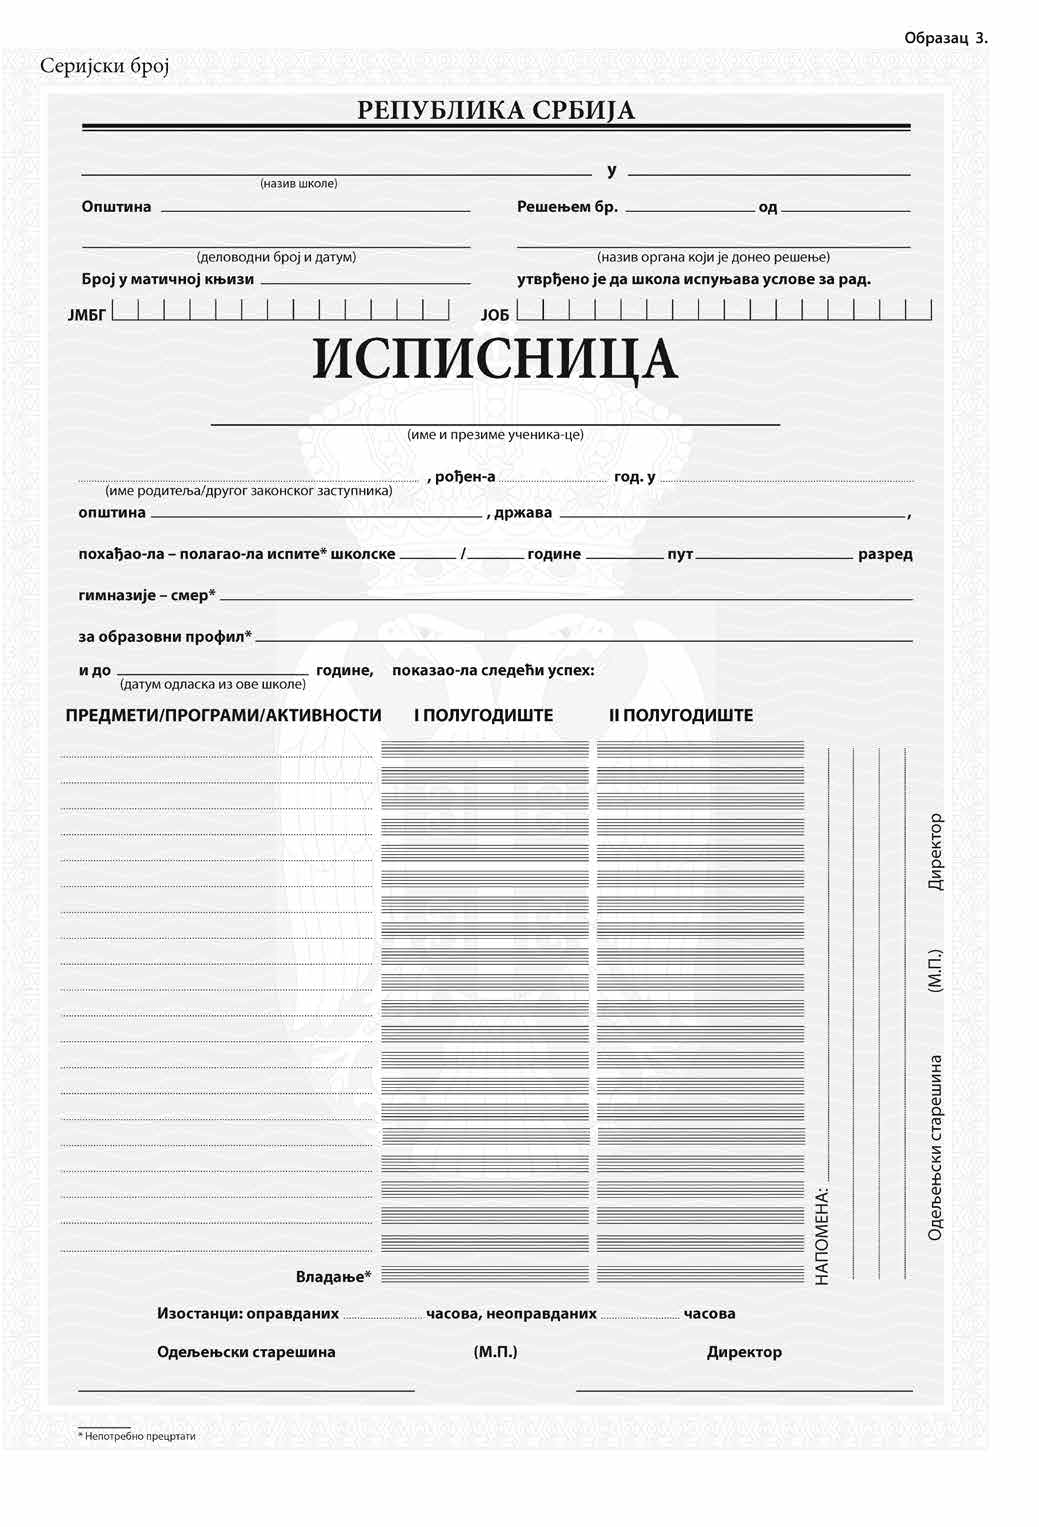 Образац 3.
Серијски број
РЕПУБЛИКА СРБИЈА
у
(назив школе)
Општина Решењем бр. од
(деловодни број и датум) (назив органа који је донео решење)
Број у матичној књизи утврђено је да школа испуњава услове за рад.
ЈМБГ ЈОБ
ИСПИСНИЦА
(име и презиме ученика-це)
, рођен-а год. у
(име родитеља/другог законског заступника)
општина , држава ,
похађао-ла – полагао-ла испите* школске / године пут разред
гимназије – смер*
за образовни профил*
и до године, показао-ла следећи успех:
(датум одласка из ове школе)
ПРЕДМЕТИ/ПРОГРАМИ/АКТИВНОСТИ I ПОЛУГОДИШТЕ II ПОЛУГОДИШТЕ
НАПОМЕНА:
Одељењски старешина (М.П.) Директор
Владање*
Изостанци: оправданих часова, неоправданих часова
Одељењски старешина (М.П.) Директор
* Непотребно прецртати